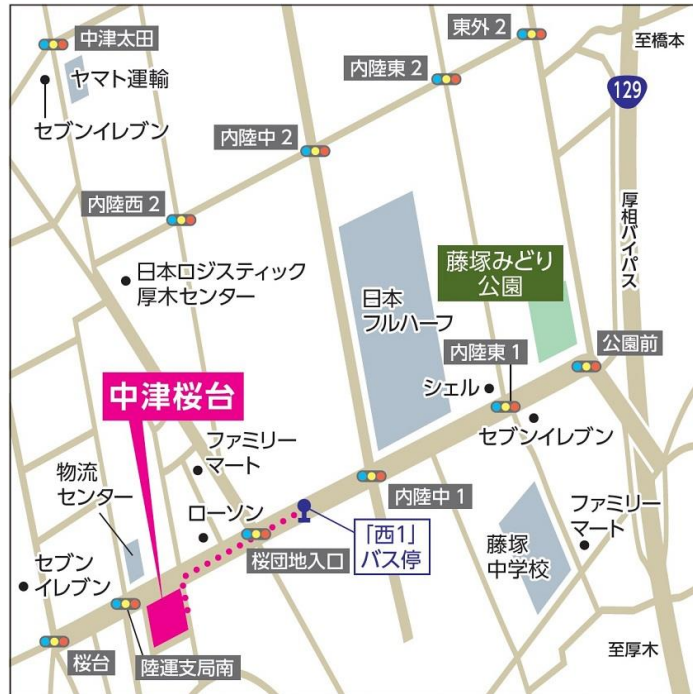 中津太田
ヤマト運輸
セブンイレブン
東外2
至橋本
内陸東2
129
内陸中2
内陸西2
厚相バイパス
日本ロジスティック
厚木センター
日本
フルハーフ
藤塚みどり
公園
公園前
内陸東1
シェル
セブンイレブン
中津桜台
ファミリー
マート
物流
センター
ローソン
内陸中1
「西1」
バス停
桜団地入口
セブン
イレブン
藤塚
中学校
ファミリー
マート
桜台
陸運支局南
至厚木